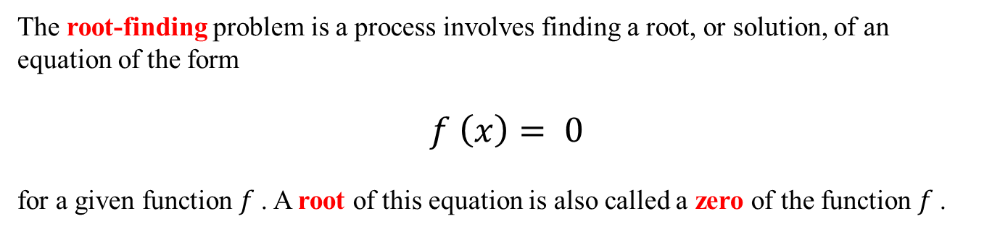 The root-finding problem is a process involves finding a root, or solution, of an
equation of the form
f (x) = 0
for a given function f . A root of this equation is also called a zero of the function f .